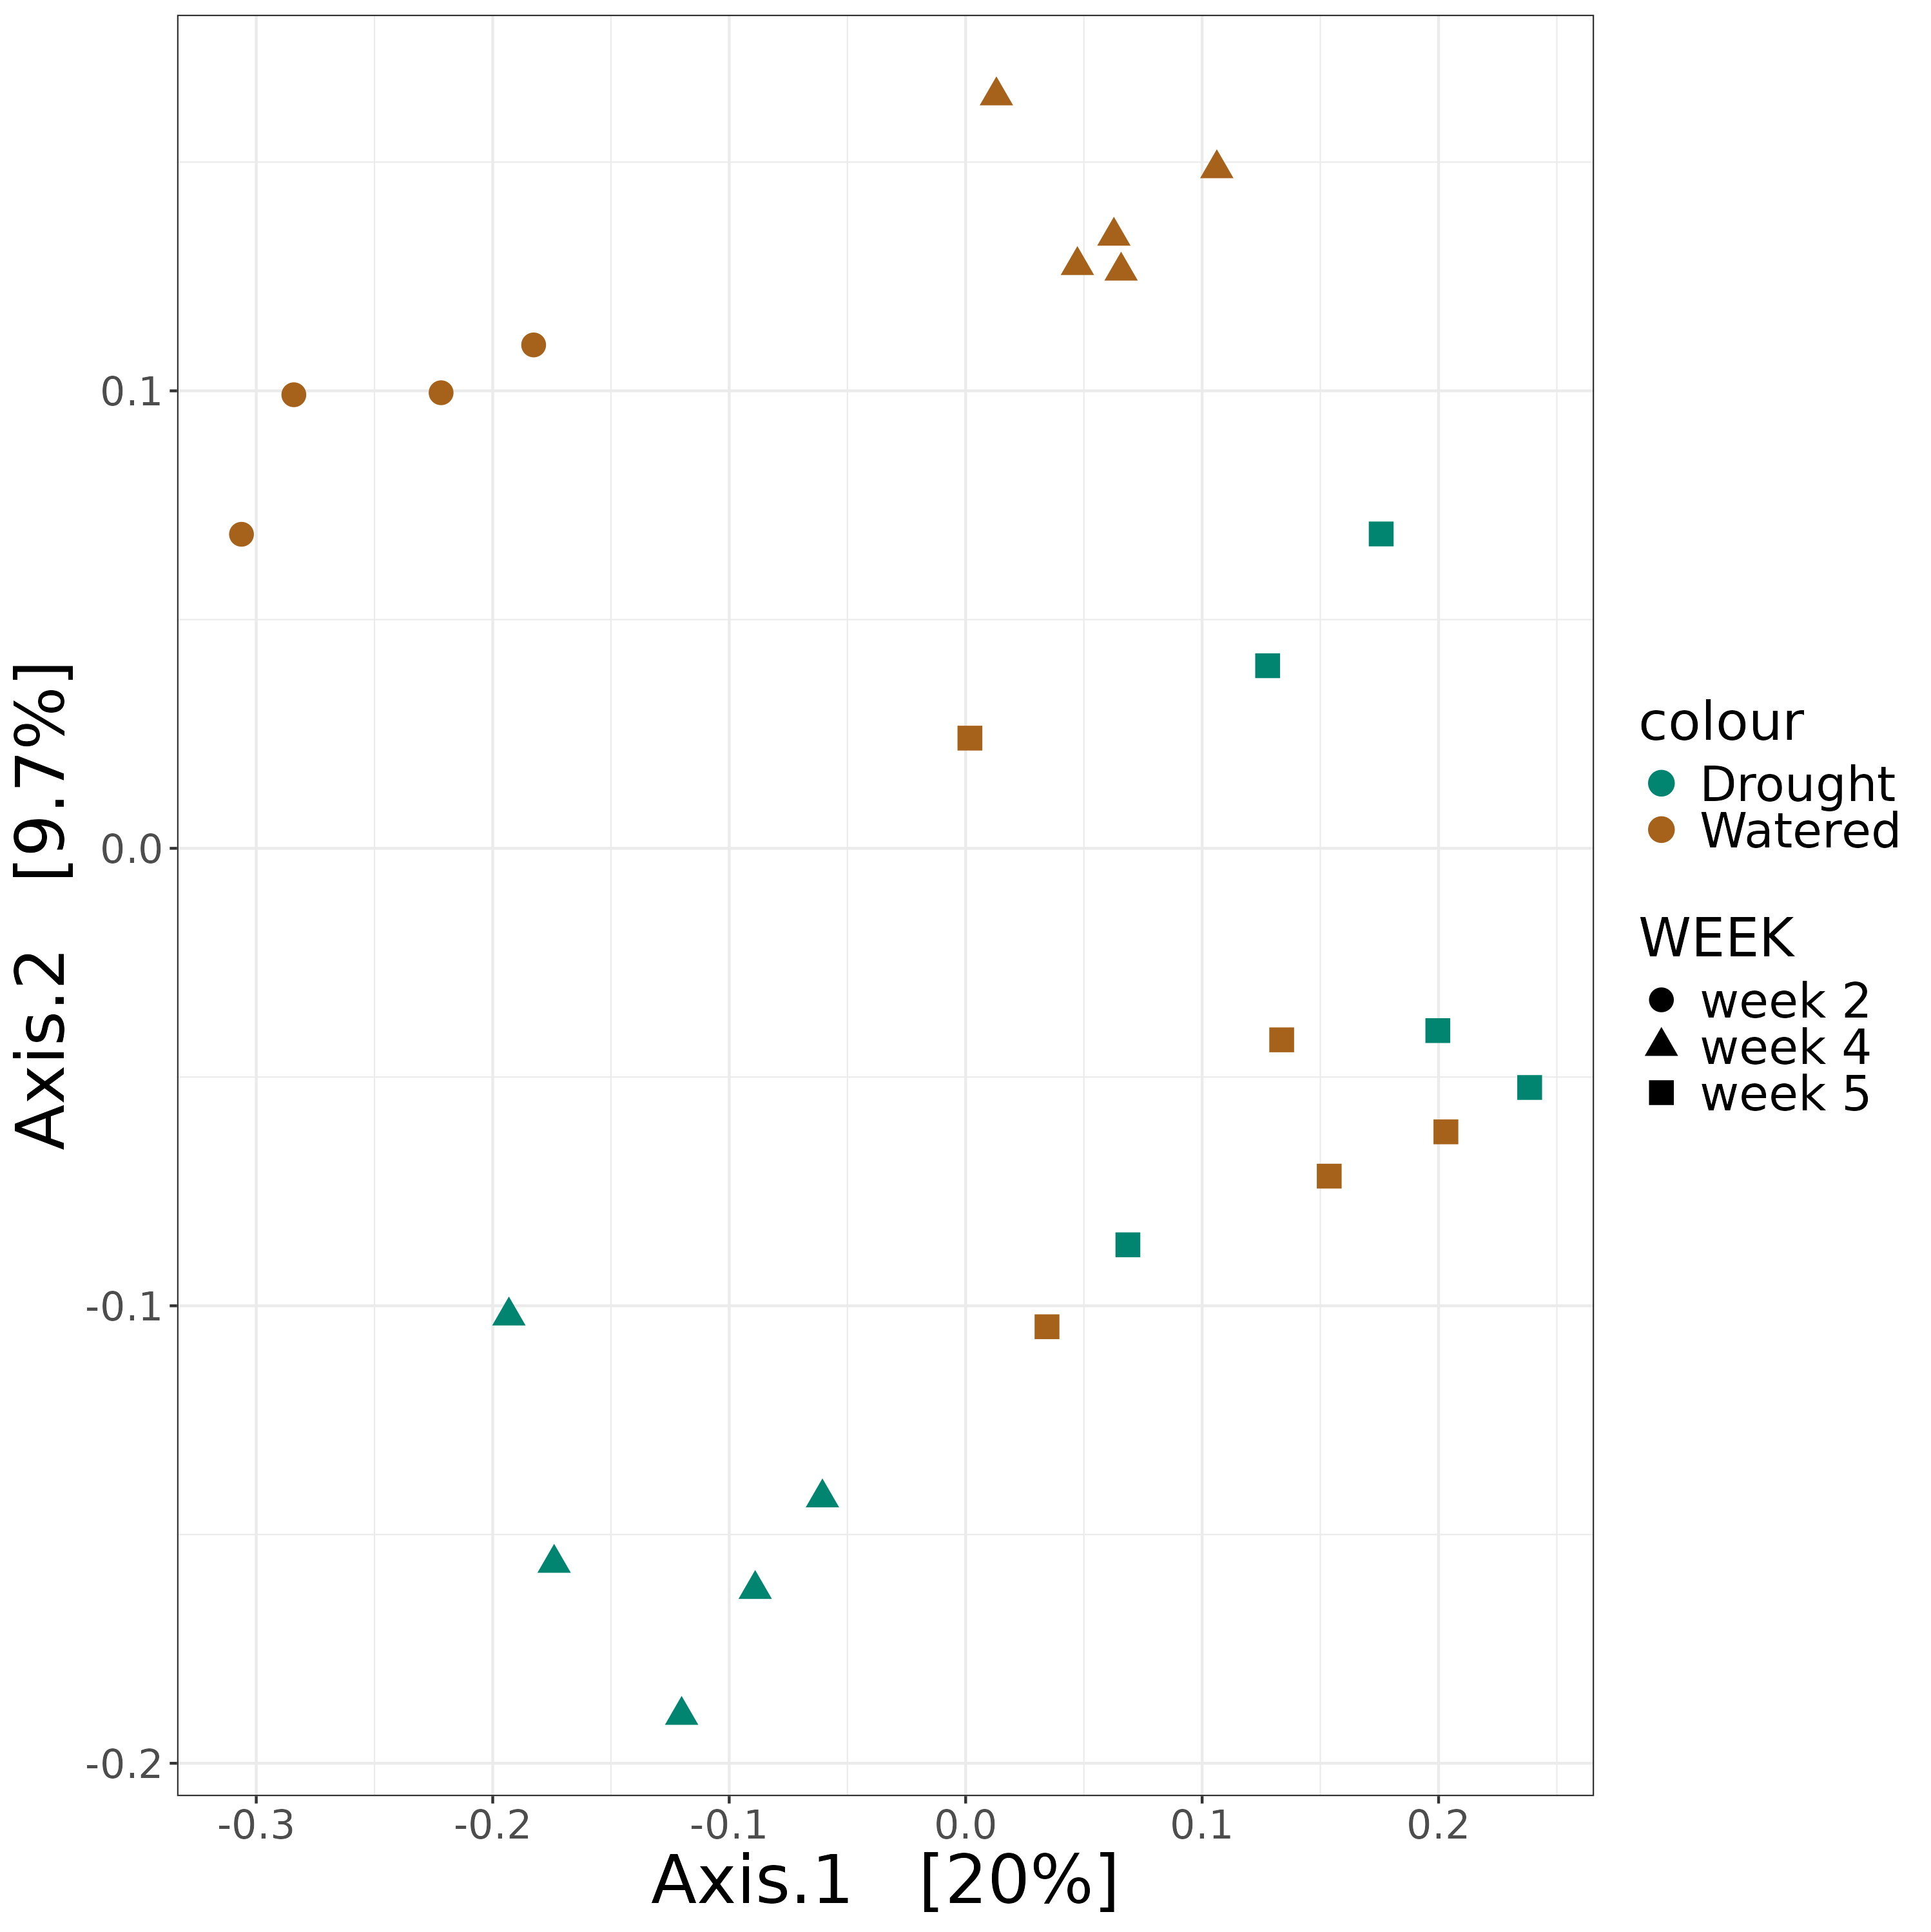 0.1
0.0
-0.1
-0.2
Axis.2 [9.7%]
-0.3 -0.2 -0.1 0.0 0.1 0.2
Axis.1 [20%]
colour
Drought
Watered
WEEK
week 2
week 4
week 5